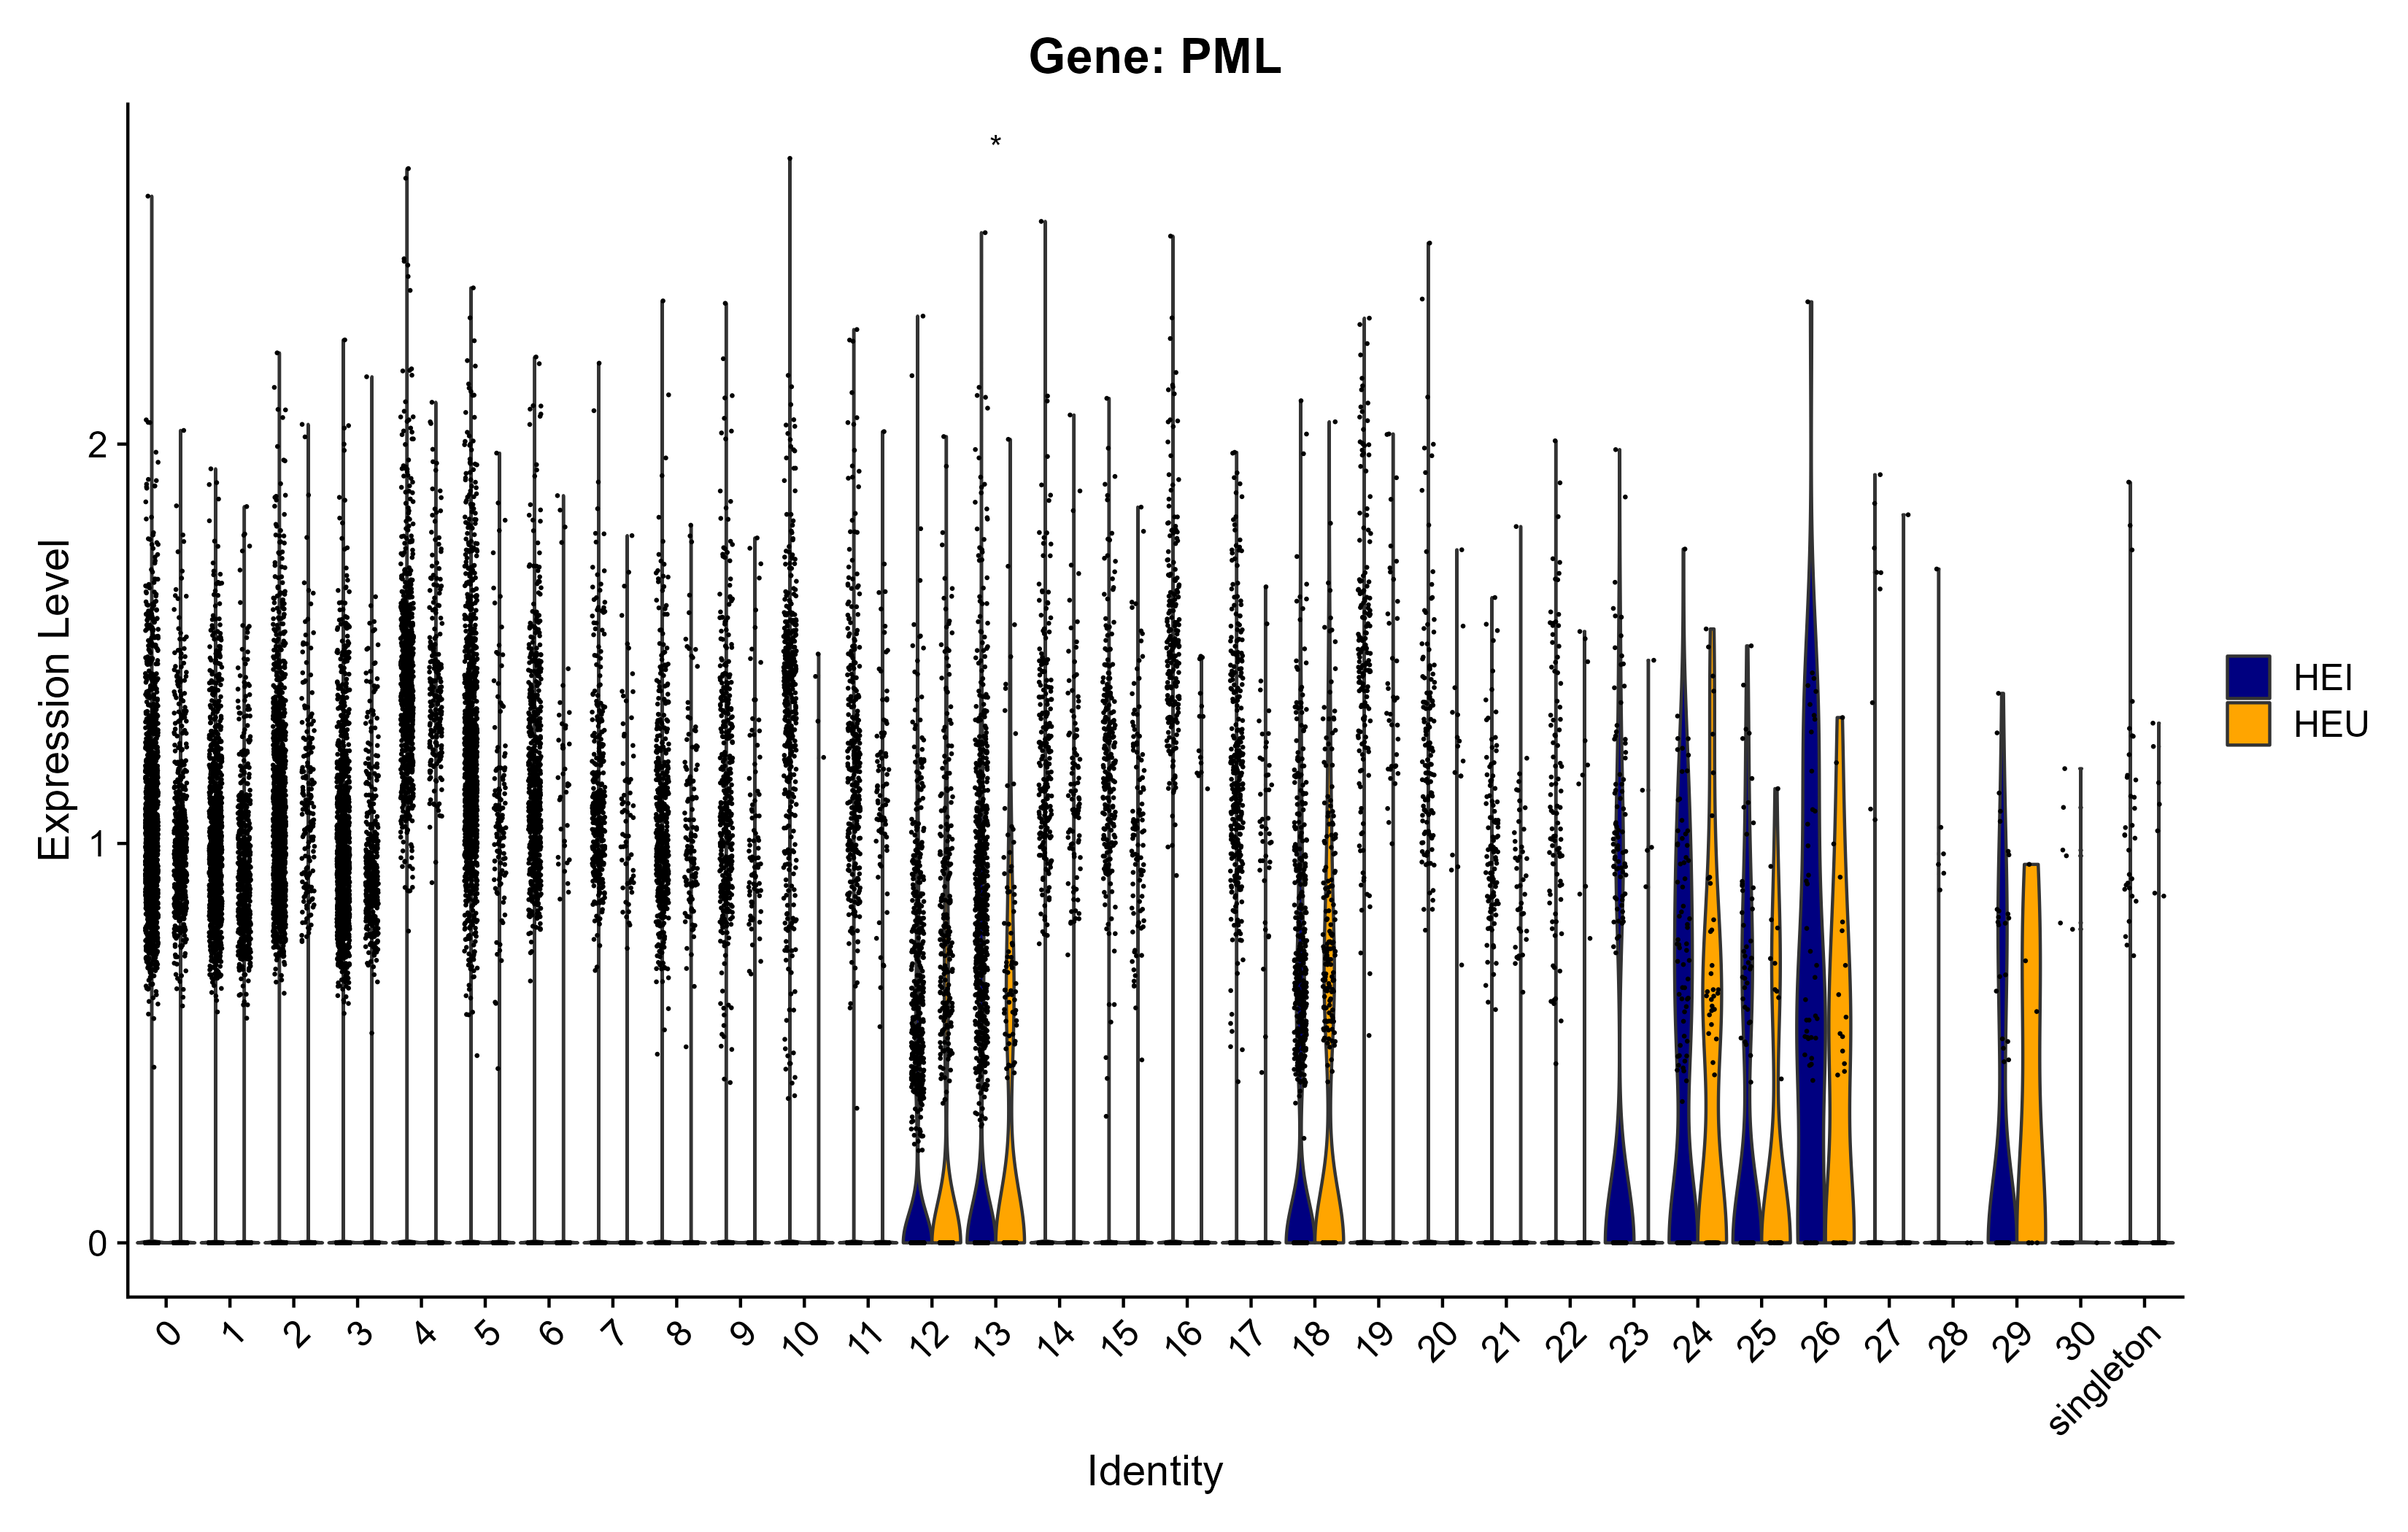 Gene: PML
*
Expression Level
2
1
0
0 1 2 3 4 5 6 7 8 9 10 11 12 13 14 15 16 17 18 19 20 21 22 23 24 25 26 27 28 29 30 singleton
Identity
HEI
HEU